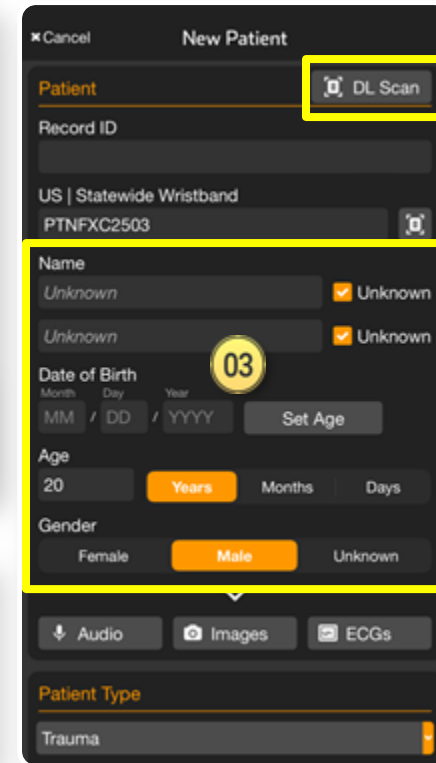 ×Cancel New Patient
Patient DL Scan
Record ID
US | Statewide Wristband
PTNFXC2503
Name
Unknown Unknown
Unknown Unknown
03
Date of Birth
Month Day Year
MM / DD / YYYY Set Age
Age
20 Years Months Days
Gender
Female Male Unknown
Audio Images ECGs
Patient Type
Trauma